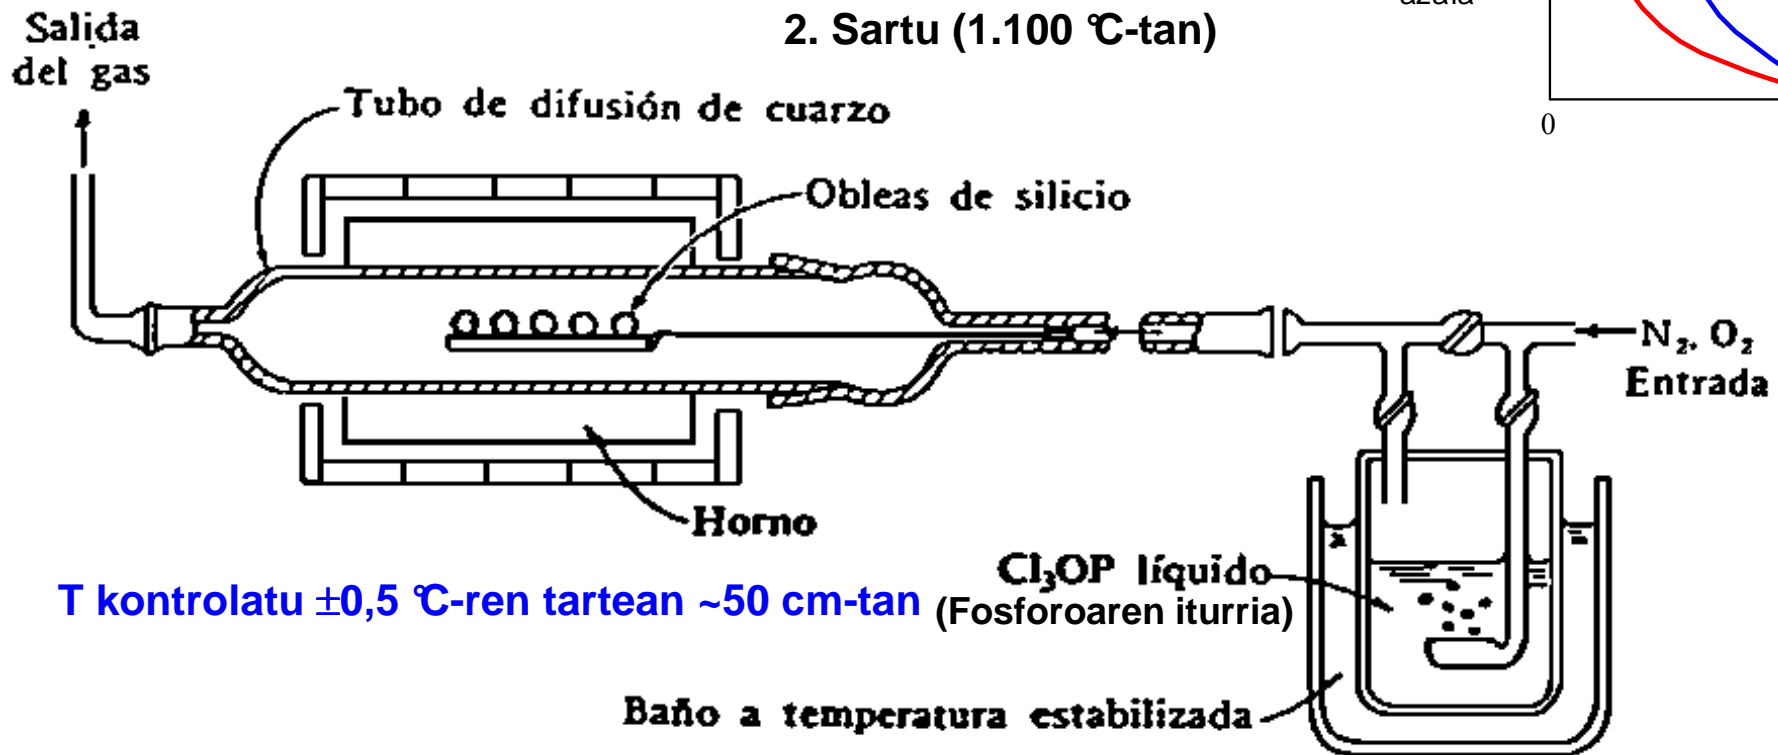 Salida
del gas
2. Sartu (1.100 °C-tan)
azala
0
Tubo de difusión de cuarzo
Obleas de silicio
N₂, O₂
Entrada
Horno
T kontrolatu ±0,5 °C-ren tartean ~50 cm-tan
Cl₃OP líquido
(Fosforoaren iturria)
Baño a temperatura estabilizada